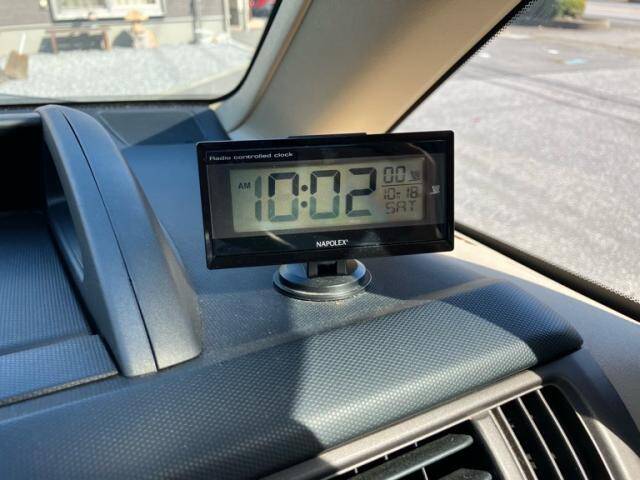 Radio controlled clock
AM 10:02 00
10-18
SAT
NAPOLEX